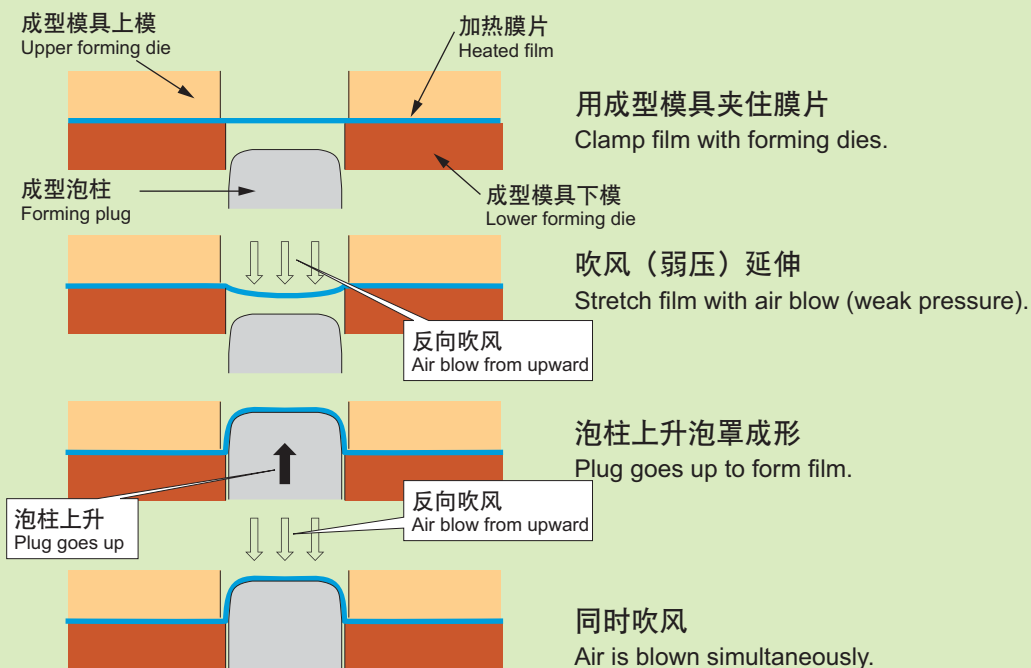 成型模具上模
Upper forming die
加热膜片
Heated film
用成型模具夹住膜片
Clamp film with forming dies.
成型泡柱
Forming plug
成型模具下模
Lower forming die
吹风（弱压）延伸
Stretch film with air blow (weak pressure).
反向吹风
Air blow from upward
泡柱上升泡罩成形
Plug goes up to form film.
泡柱上升
Plug goes up
反向吹风
Air blow from upward
同时吹风
Air is blown simultaneously.